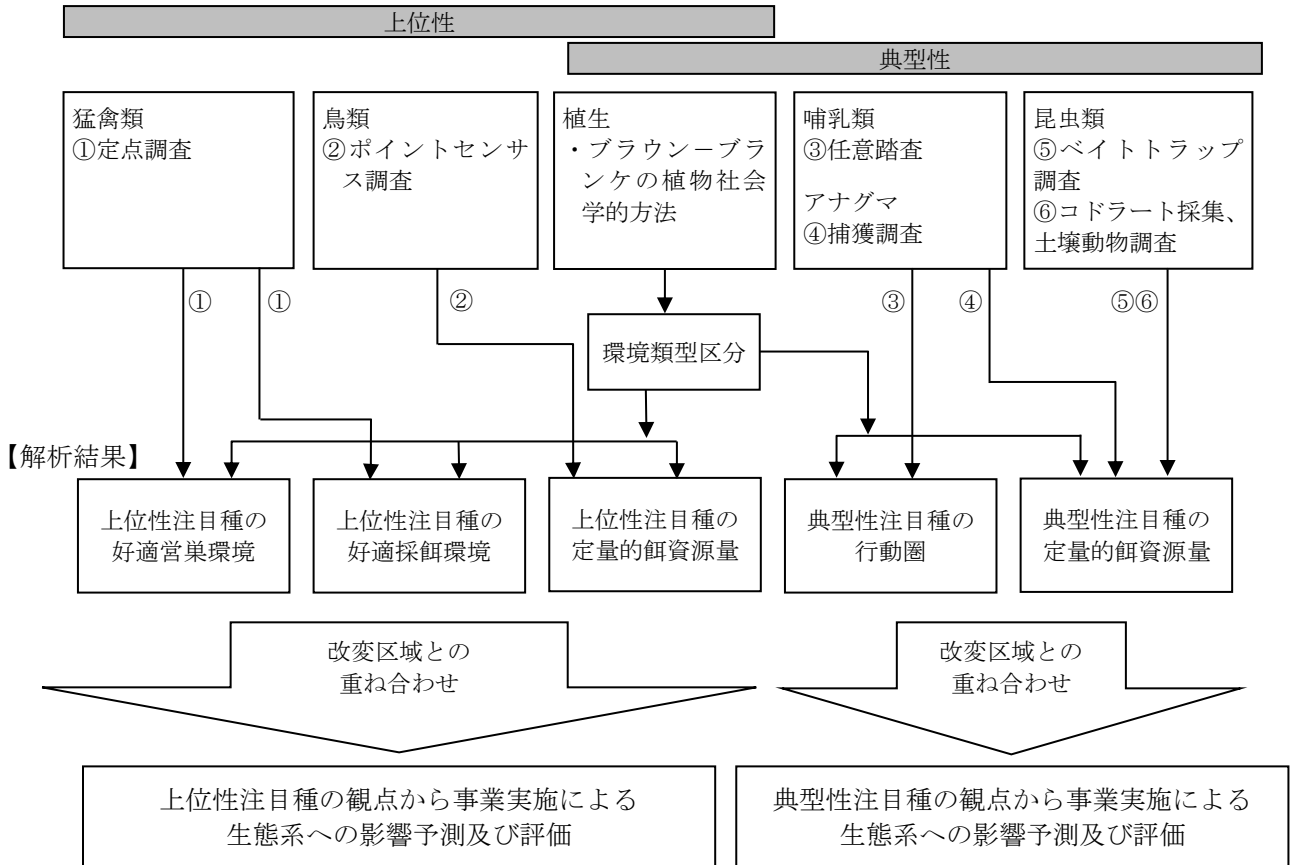 上位性
典型性
猛禽類
①定点調査
鳥類
②ポイントセンサ
ス調査
植生
・ブラウン－ブラ
ンケの植物社会
学的方法
哺乳類
③任意踏査
アナグマ
④捕獲調査
昆虫類
⑤ベイトトラップ
調査
⑥コドラート採集、
土壌動物調査
①
①
②
③
④
⑤⑥
環境類型区分
【解析結果】
上位性注目種の
好適営巣環境
上位性注目種の
好適採餌環境
上位性注目種の
定量的餌資源量
典型性注目種の
行動圏
典型性注目種の
定量的餌資源量
改変区域との
重ね合わせ
改変区域との
重ね合わせ
上位性注目種の観点から事業実施による
生態系への影響予測及び評価
典型性注目種の観点から事業実施による
生態系への影響予測及び評価